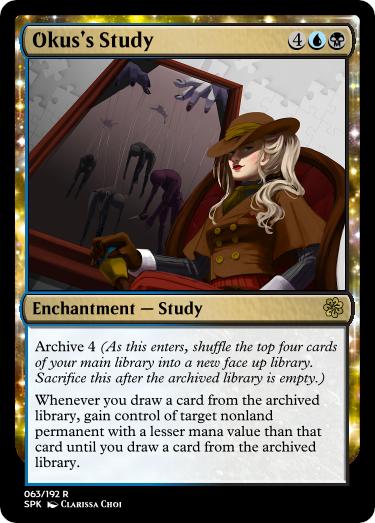 Okus's Study
4
Enchantment — Study
Archive 4 (As this enters, shuffle the top four cards
of your main library into a new face up library.
Sacrifice this after the archived library is empty.)
Whenever you draw a card from the archived
library, gain control of target nonland
permanent with a lesser mana value than that
card until you draw a card from the archived
library.
063/192 R
SPK Clarissa Choi